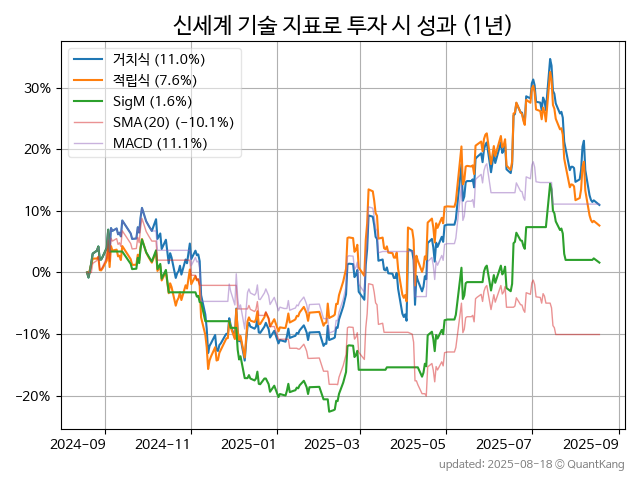 신세계 기술 지표로 투자 시 성과 (1년)
거치식 (11.0%)
적립식 (7.6%)
SigM (1.6%)
SMA(20) (−10.1%)
MACD (11.1%)
30%
20%
10%
0%
−10%
−20%
2024-09 2024-11 2025-01 2025-03 2025-05 2025-07 2025-09
updated: 2025-08-18 © QuantKang